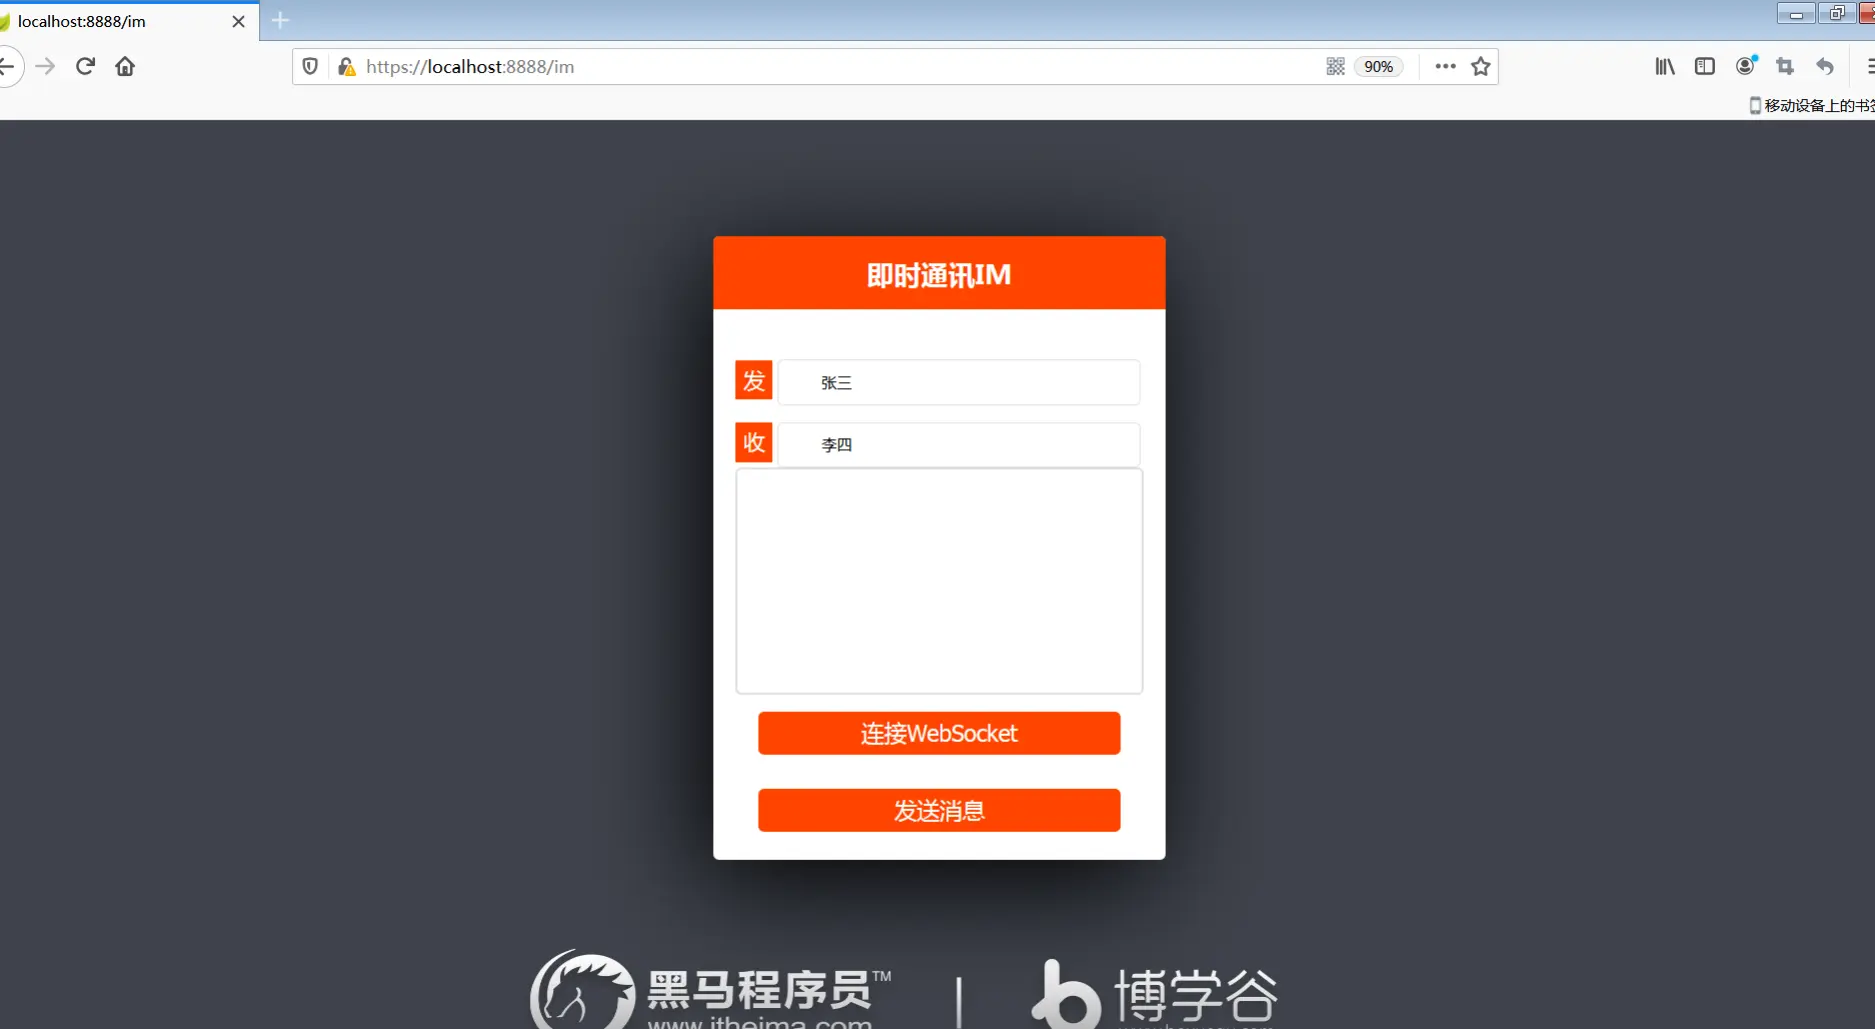 localhost:8888/im
https://localhost:8888/im
90%
移动设备上的书签
即时通讯IM
发
张三
收
李四
连接WebSocket
发送消息
黑马程序员™
博学谷
www.itheima.com